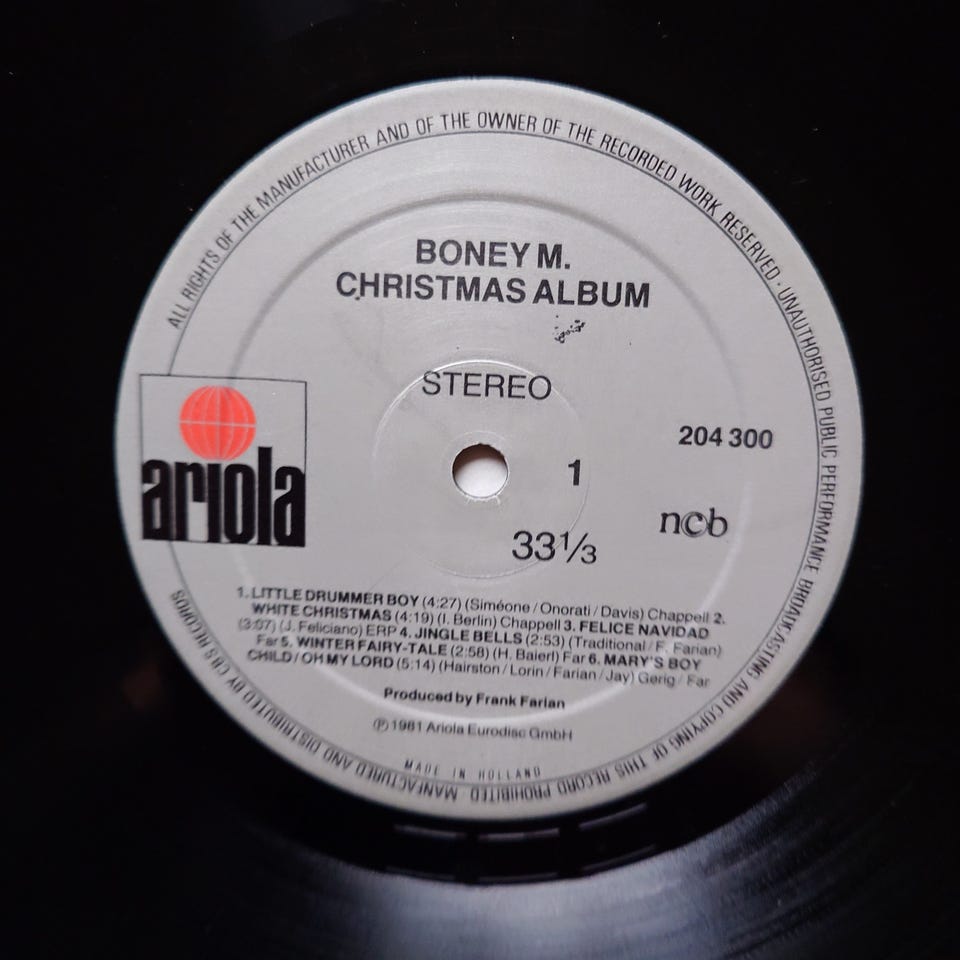 ALL RIGHTS OF THE MANUFACTURER AND OF THE OWNER OF THE RECORDED WORK RESERVED · UNAUTHORISED PUBLIC PERFORMANCE BROADCASTING AND COPYING OF THIS RECORD PROHIBITED MANFACTURED AND DISTRIBUTED BY CBS RECORDS
BONEY M.
CHRISTMAS ALBUM
STEREO
ariola
204 300
1
ncb
33⅓
1. LITTLE DRUMMER BOY (4:27) (Siméone / Onorati / Davis) Chappell 2.
WHITE CHRISTMAS (4:19) (I. Berlin) Chappell 3. FELICE NAVIDAD
(3:07) (J. Feliciano) ERP 4. JINGLE BELLS (2:53) (Traditional / F. Farian)
Far 5. WINTER FAIRY-TALE (2:58) (H. Baierl) Far 6. MARY'S BOY
CHILD / OH MY LORD (5:14) (Hairston / Lorin / Farian / Jay) Gerig / Far
Produced by Frank Farian
Ⓟ 1981 Ariola Eurodisc GmbH
MADE IN HOLLAND